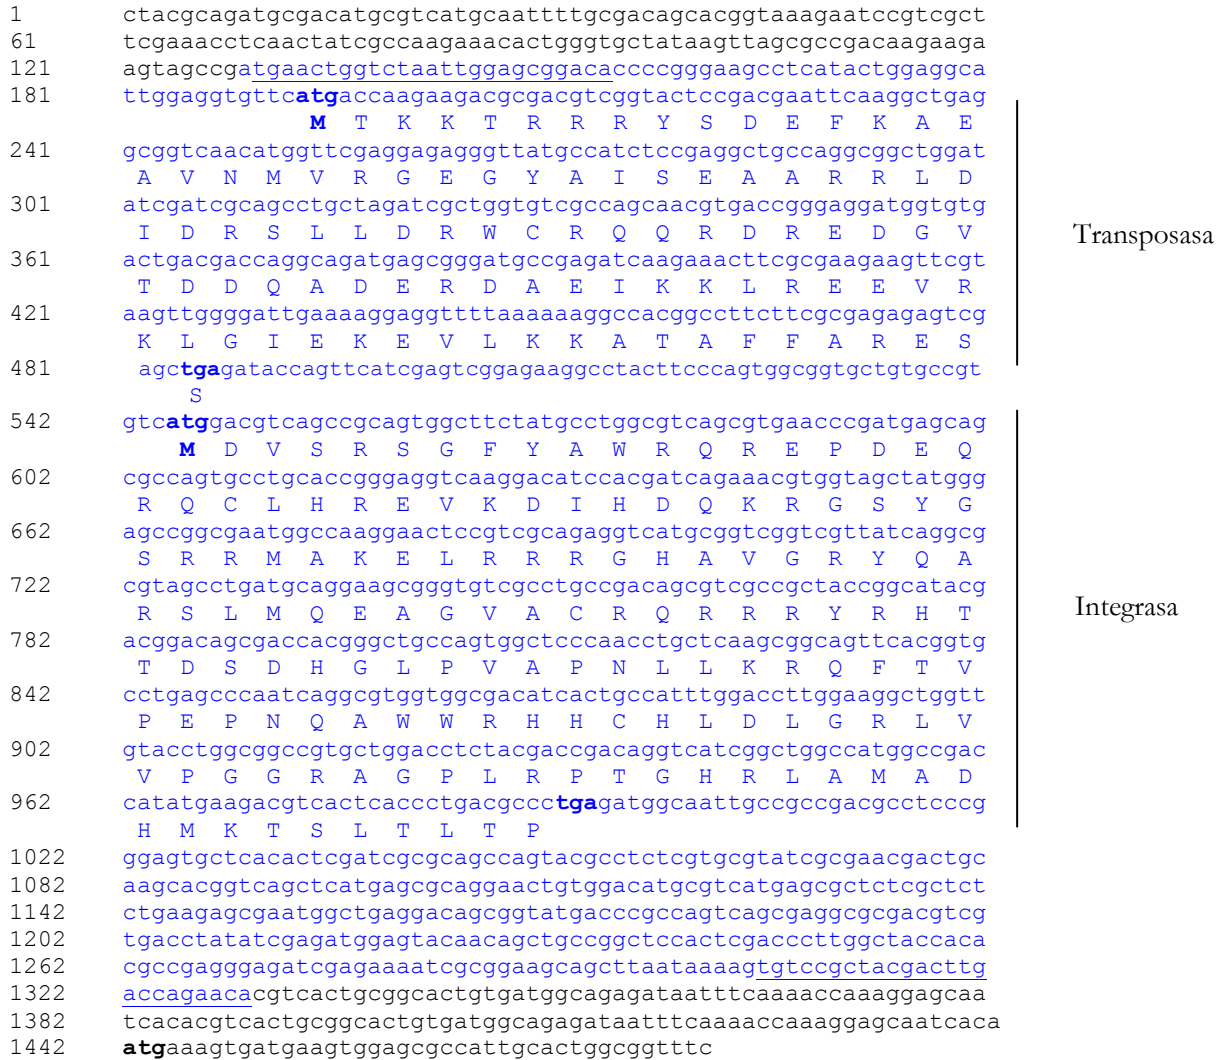 1 ctacgcagatgcgacatgcgtcatgcaattttgcgacagcacggtaaagaatccgtcgct
61 tcgaaacctcaactatcgccaagaaacactgggtgctataagttagcgccgacaagaaga
121 agtagccgatgaactggtctaattggagcggacaccccgggaagcctcatactggaggca
181 ttggaggtgttcatgaccaagaagacgcgacgtcggtactccgacgaattcaaggctgag
M T K K T R R R Y S D E F K A E
241 gcggtcaacatggttcgaggagagggttatgccatctccgaggctgccaggcggctggat
A V N M V R G E G Y A I S E A A R R L D
301 atcgatcgcagcctgctagatcgctggtgtcgccagcaacgtgaccgggaggatggtgtg
I D R S L L D R W C R Q Q R D R E D G V
Transposasa
361 actgacgaccaggcagatgagcgggatgccgagatcaagaaacttcgcgaagaagttcgt
T D D Q A D E R D A E I K K L R E E V R
421 aagttggggattgaaaaggaggttttaaaaaaggccacggccttcttcgcgagagagtcg
K L G I E K E V L K K A T A F F A R E S
481 agctgagataccagttcatcgagtcggagaaggcctacttcccagtggcggtgctgtgccgt
S
542 gtcatggacgtcagccgcagtggcttctatgcctggcgtcagcgtgaacccgatgagcag
M D V S R S G F Y A W R Q R E P D E Q
602 cgccagtgcctgcaccgggaggtcaaggacatccacgatcagaaacgtggtagctatggg
R Q C L H R E V K D I H D Q K R G S Y G
662 agccggcgaatggccaaggaactccgtcgcagaggtcatgcggtcggtcgttatcaggcg
S R R M A K E L R R R G H A V G R Y Q A
722 cgtagcctgatgcaggaagcgggtgtcgcctgccgacagcgtcgccgctaccggcatacg
R S L M Q E A G V A C R Q R R R Y R H T
Integrasa
782 acggacagcgaccacgggctgccagtggctcccaacctgctcaagcggcagttcacggtg
T D S D H G L P V A P N L L K R Q F T V
842 cctgagcccaatcaggcgtggtggcgacatcactgccatttggaccttggaaggctggtt
P E P N Q A W W R H H C H L D L G R L V
902 gtacctggcggccgtgctggacctctacgaccgacaggtcatcggctggccatggccgac
V P G G R A G P L R P T G H R L A M A D
962 catatgaagacgtcactcaccctgacgccctgagatggcaattgccgccgacgcctcccg
H M K T S L T L T P
1022 ggagtgctcacactcgatcgcgcagccagtacgcctctcgtgcgtatcgcgaacgactgc
1082 aagcacggtcagctcatgagcgcaggaactgtggacatgcgtcatgagcgctctcgctct
1142 ctgaagagcgaatggctgaggacagcggtatgacccgccagtcagcgaggcgcgacgtcg
1202 tgacctatatcgagatggagtacaacagctgccggctccactcgacccttggctaccaca
1262 cgccgagggagatcgagaaaatcgcggaagcagcttaataaaagtgtccgctacgacttg
1322 accagaacacgtcactgcggcactgtgatggcagagataatttcaaaaccaaaggagcaa
1382 tcacacgtcactgcggcactgtgatggcagagataatttcaaaaccaaaggagcaatcaca
1442 atgaaagtgatgaagtggagcgccattgcactggcggtttc